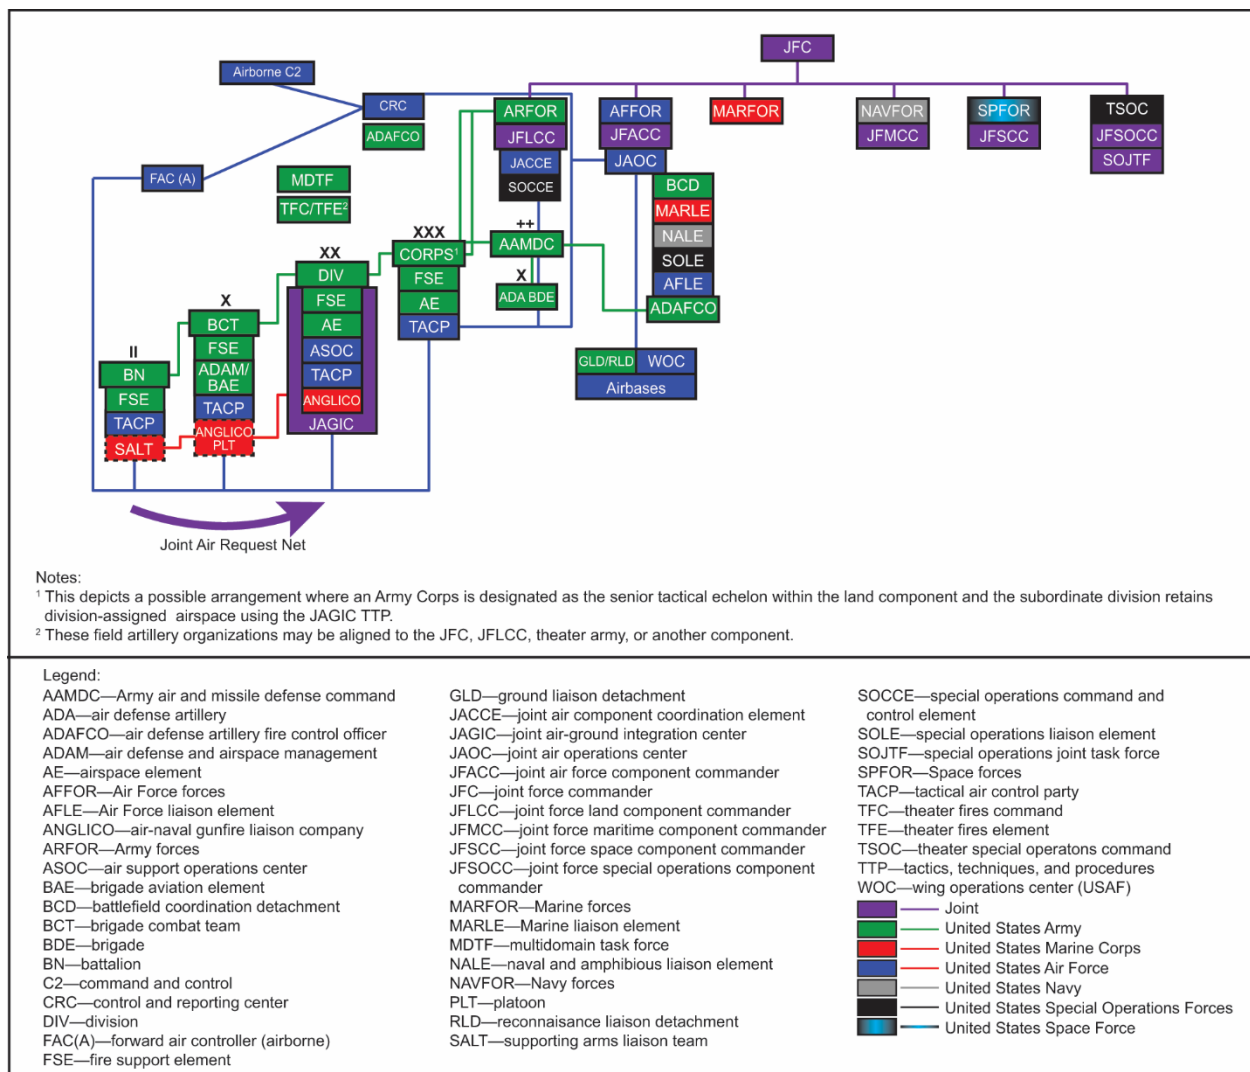 JFC
Airborne C2
CRC
ADAFCO
ARFOR
JFLCC
JACCE
SOCCE
AFFOR
JFACC
JAOC
MARFOR
NAVFOR
JFMCC
SPFOR
JFSCC
TSOC
JFSOCC
SOJTF
FAC (A)
MDTF
TFC/TFE²
BCD
MARLE
NALE
SOLE
AFLE
ADAFCO
++
AAMDC
X
ADA BDE
XXX
CORPS¹
FSE
AE
TACP
XX
DIV
FSE
AE
ASOC
TACP
ANGLICO
JAGIC
X
BCT
FSE
ADAM/
BAE
TACP
ANGLICO
PLT
II
BN
FSE
TACP
SALT
GLD/RLD
WOC
Airbases
Joint Air Request Net
Notes:
¹ This depicts a possible arrangement where an Army Corps is designated as the senior tactical echelon within the land component and the subordinate division retains
division-assigned airspace using the JAGIC TTP.
² These field artillery organizations may be aligned to the JFC, JFLCC, theater army, or another component.
Legend:
AAMDC—Army air and missile defense command
ADA—air defense artillery
ADAFCO—air defense artillery fire control officer
ADAM—air defense and airspace management
AE—airspace element
AFFOR—Air Force forces
AFLE—Air Force liaison element
ANGLICO—air-naval gunfire liaison company
ARFOR—Army forces
ASOC—air support operations center
BAE—brigade aviation element
BCD—battlefield coordination detachment
BCT—brigade combat team
BDE—brigade
BN—battalion
C2—command and control
CRC—control and reporting center
DIV—division
FAC(A)—forward air controller (airborne)
FSE—fire support element
GLD—ground liaison detachment
JACCE—joint air component coordination element
JAGIC—joint air-ground integration center
JAOC—joint air operations center
JFACC—joint air force component commander
JFC—joint force commander
JFLCC—joint force land component commander
JFMCC—joint force maritime component commander
JFSCC—joint force space component commander
JFSOCC—joint force special operations component
commander
MARFOR—Marine forces
MARLE—Marine liaison element
MDTF—multidomain task force
NALE—naval and amphibious liaison element
NAVFOR—Navy forces
PLT—platoon
RLD—reconnaisance liaison detachment
SALT—supporting arms liaison team
SOCCE—special operations command and
control element
SOLE—special operations liaison element
SOJTF—special operations joint task force
SPFOR—Space forces
TACP—tactical air control party
TFC—theater fires command
TFE—theater fires element
TSOC—theater special operatons command
TTP—tactics, techniques, and procedures
WOC—wing operations center (USAF)
Joint
United States Army
United States Marine Corps
United States Air Force
United States Navy
United States Special Operations Forces
United States Space Force